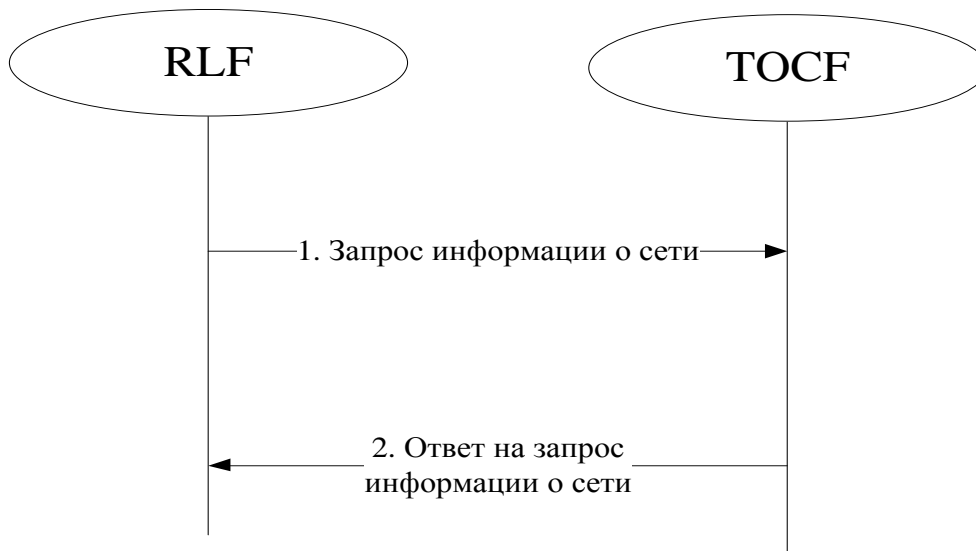 RLF
TOCF
1. Запрос информации о сети
2. Ответ на запрос
информации о сети